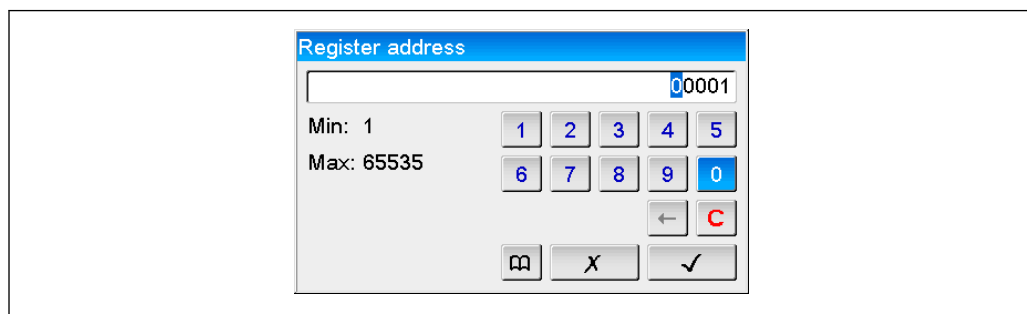 Register address
00001
Min: 1
Max: 65535
1 2 3 4 5
6 7 8 9 0
← C
✗ ✓